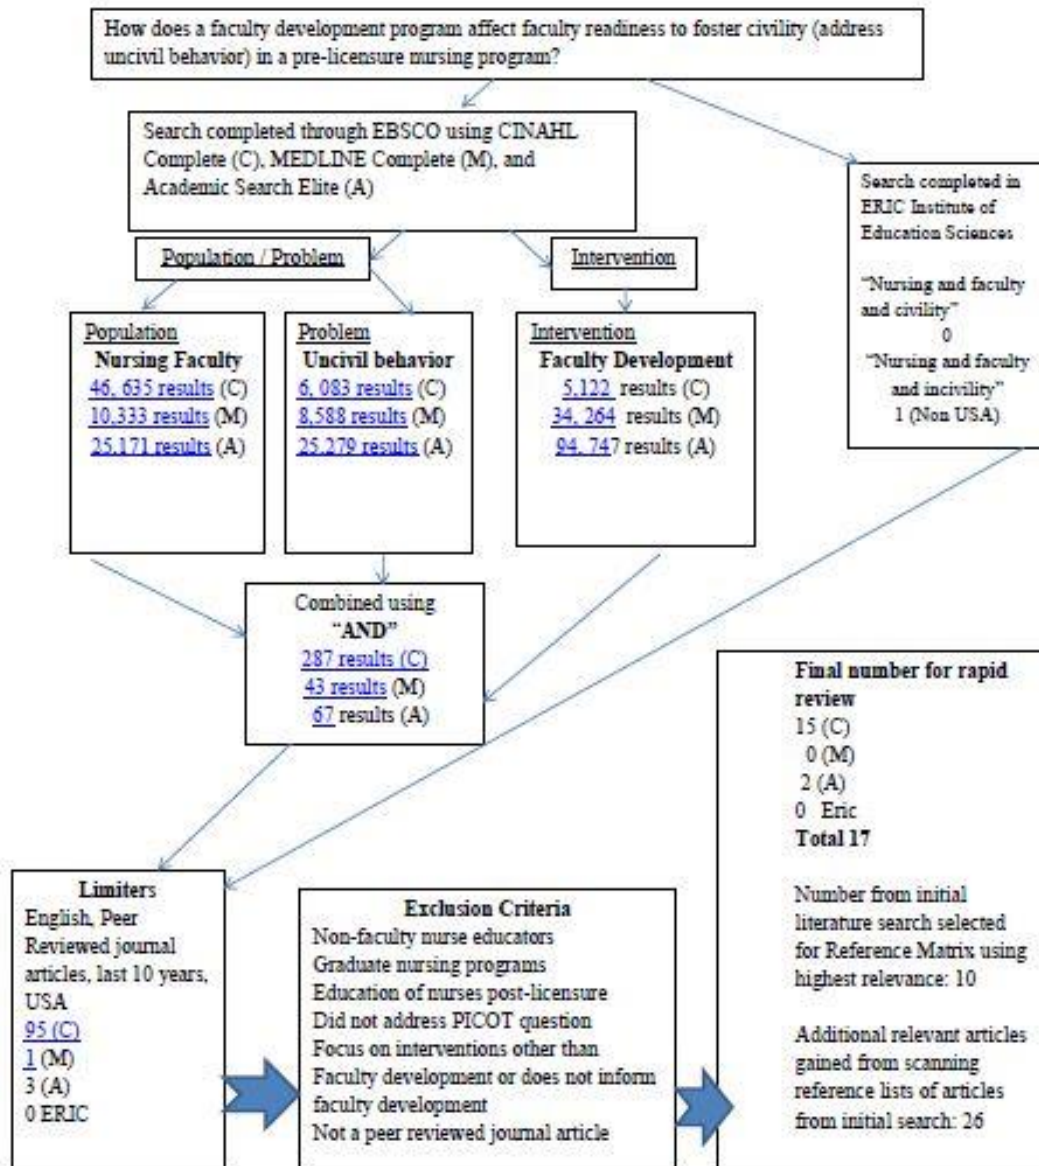 How does a faculty development program affect faculty readiness to foster civility (address
uncivil behavior) in a pre-licensure nursing program?
Search completed through EBSCO using CINAHL
Complete (C), MEDLINE Complete (M), and
Academic Search Elite (A)
Search completed in
ERIC Institute of
Education Sciences
“Nursing and faculty
and civility”
0
“Nursing and faculty
and incivility”
1 (Non USA)
Population / Problem
Intervention
Population
Nursing Faculty
46, 635 results (C)
10,333 results (M)
25,171 results (A)
Problem
Uncivil behavior
6, 083 results (C)
8,588 results (M)
25,279 results (A)
Intervention
Faculty Development
5,122 results (C)
34, 264 results (M)
94, 747 results (A)
Combined using
“AND”
287 results (C)
43 results (M)
67 results (A)
Limiters
English, Peer
Reviewed journal
articles, last 10 years,
USA
95 (C)
1 (M)
3 (A)
0 ERIC
Exclusion Criteria
Non-faculty nurse educators
Graduate nursing programs
Education of nurses post-licensure
Did not address PICOT question
Focus on interventions other than
Faculty development or does not inform
faculty development
Not a peer reviewed journal article
Final number for rapid
review
15 (C)
0 (M)
2 (A)
0 Eric
Total 17
Number from initial
literature search selected
for Reference Matrix using
highest relevance: 10
Additional relevant articles
gained from scanning
reference lists of articles
from initial search: 26